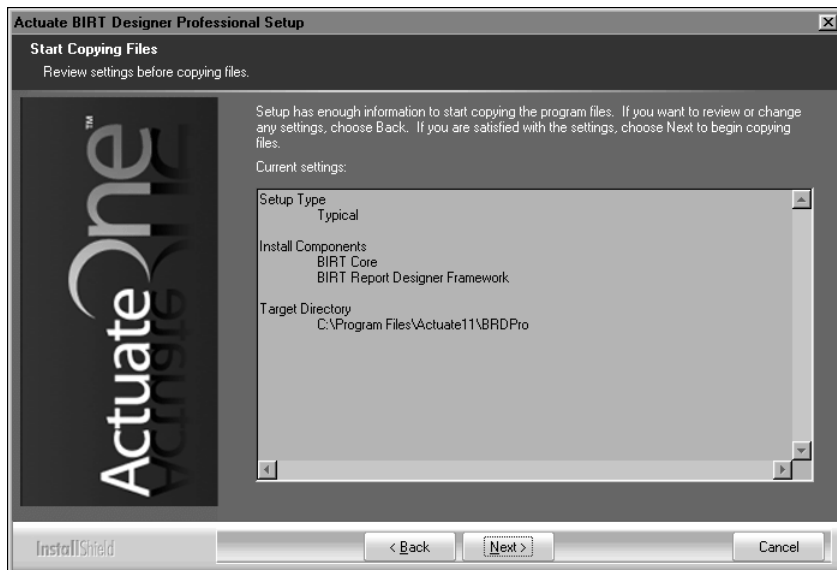 Actuate BIRT Designer Professional Setup
Start Copying Files
Review settings before copying files.
Setup has enough information to start copying the program files. If you want to review or change
any settings, choose Back. If you are satisfied with the settings, choose Next to begin copying
files.
Current settings:
Setup Type
Typical
Install Components
BIRT Core
BIRT Report Designer Framework
Target Directory
C:\Program Files\Actuate11\BRDPro
ActuateOne™
InstallShield
< Back
Next >
Cancel